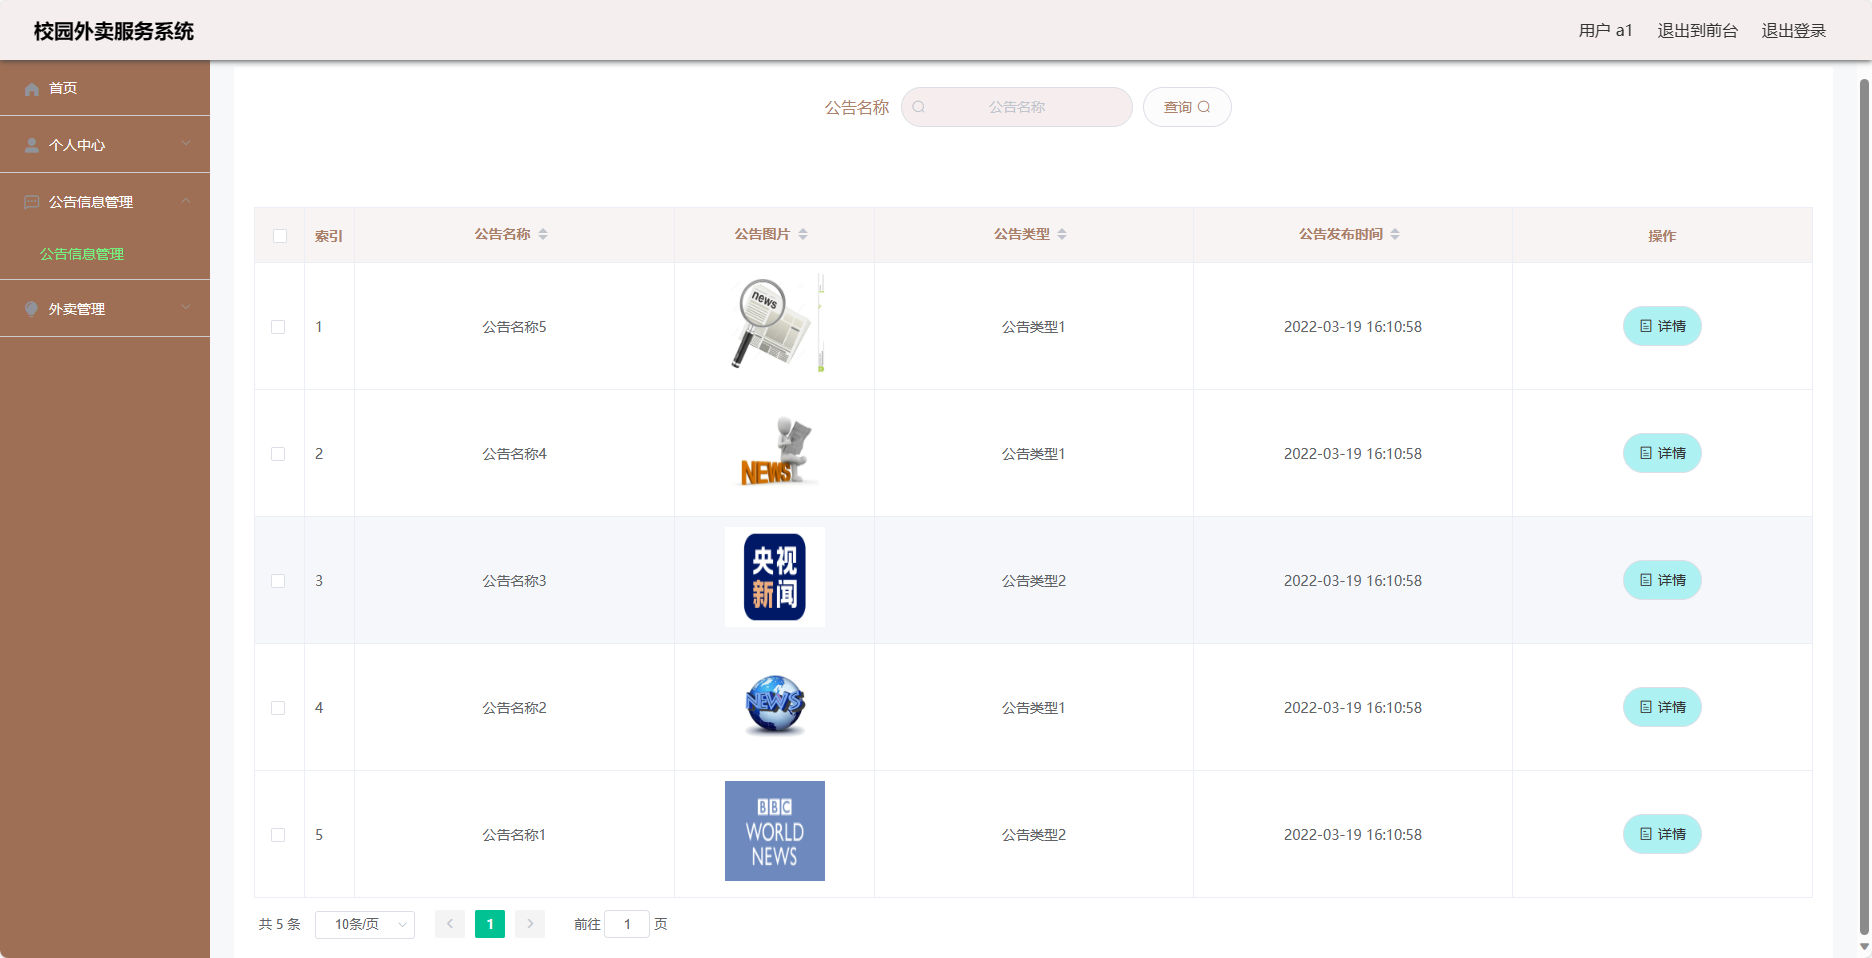 校园外卖服务系统
用户 a1 退出到前台 退出登录
首页
个人中心
公告信息管理
公告信息管理
外卖管理
公告名称 公告名称 查询
索引 公告名称 公告图片 公告类型 公告发布时间 操作
news
1 公告名称5 公告类型1 2022-03-19 16:10:58 详情
2 公告名称4 公告类型1 2022-03-19 16:10:58 详情
NEWS
央视
新闻
3 公告名称3 公告类型2 2022-03-19 16:10:58 详情
NEWS
4 公告名称2 公告类型1 2022-03-19 16:10:58 详情
BBC
WORLD
NEWS
5 公告名称1 公告类型2 2022-03-19 16:10:58 详情
共 5 条 10条/页 1 前往 1 页